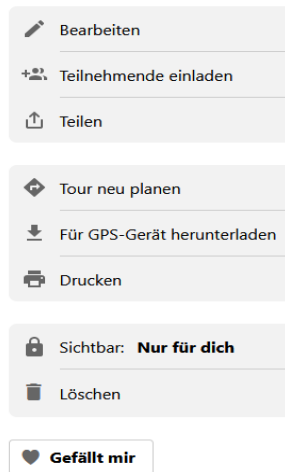 Bearbeiten
Teilnehmende einladen
Teilen
Tour neu planen
Für GPS-Gerät herunterladen
Drucken
Sichtbar: Nur für dich
Löschen
Gefällt mir